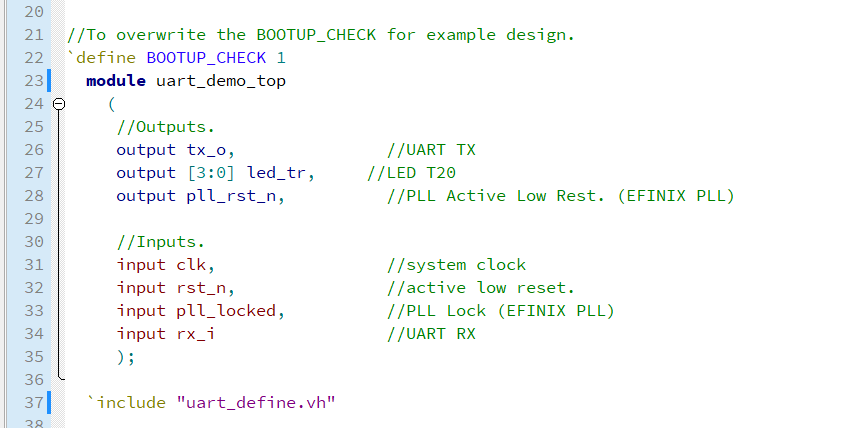 20
21 //To overwrite the BOOTUP_CHECK for example design.
22 `define BOOTUP_CHECK 1
23 module uart_demo_top
24 (
25 //Outputs.
26 output tx_o, //UART TX
27 output [3:0] led_tr, //LED T20
28 output pll_rst_n, //PLL Active Low Rest. (EFINIX PLL)
29
30 //Inputs.
31 input clk, //system clock
32 input rst_n, //active low reset.
33 input pll_locked, //PLL Lock (EFINIX PLL)
34 input rx_i //UART RX
35 );
36
37 `include "uart_define.vh"
38